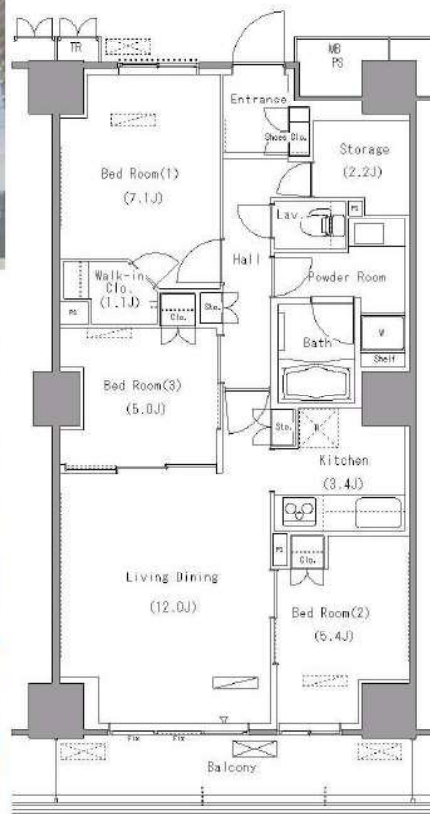 TR
MB
PS
Entrance
Shoes Clo.
Storage
(2.2J)
Bed Room(1)
(7.1J)
PS
Lav.
Hall
Powder Room
Walk-in
Clo.
(1.1J)
PS
Clo.
Sto.
Bath
W
Shelf
Bed Room(3)
(5.0J)
Sto.
R
Kitchen
(3.4J)
PS
Clo.
Living Dining
(12.0J)
Bed Room(2)
(5.4J)
Fix
Fix
Balcony